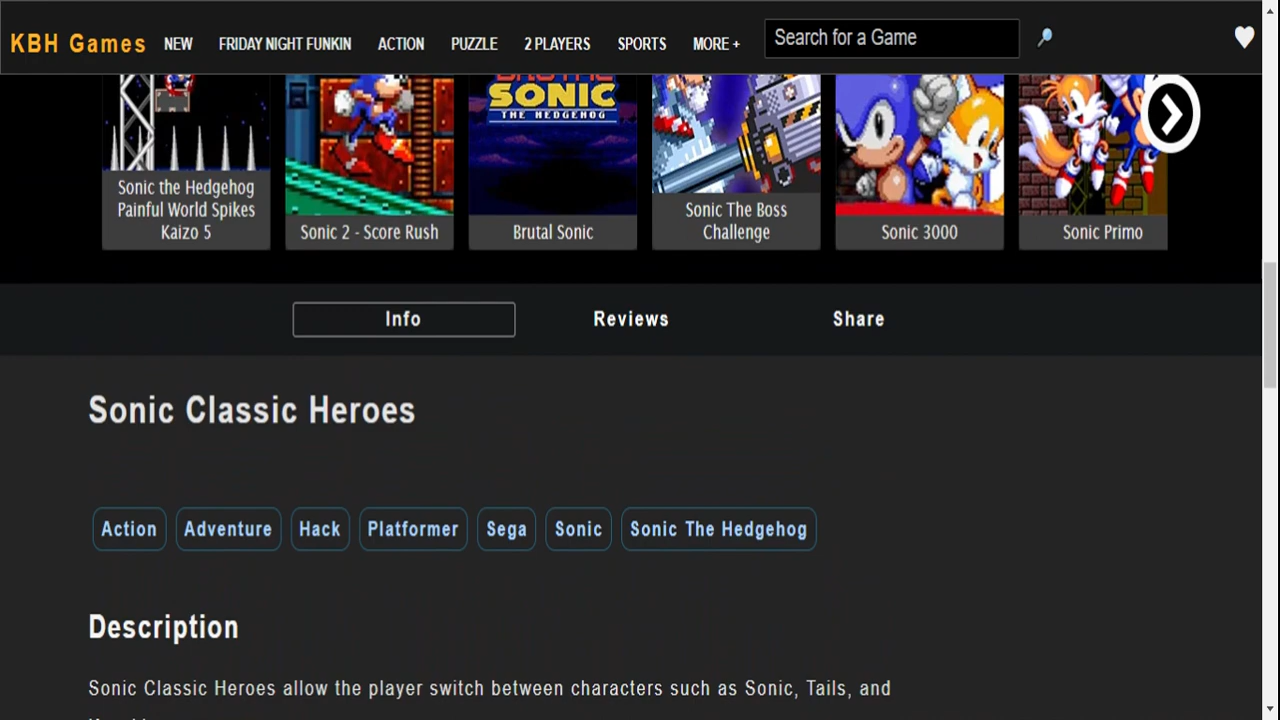 KBH Games NEW FRIDAY NIGHT FUNKIN ACTION PUZZLE 2 PLAYERS SPORTS MORE + Search for a Game
SONIC
THE HEDGEHOG
Sonic the Hedgehog
Painful World Spikes
Kaizo 5
Sonic 2 - Score Rush
Brutal Sonic
Sonic The Boss
Challenge
Sonic 3000
Sonic Primo
Info Reviews Share
Sonic Classic Heroes
Action Adventure Hack Platformer Sega Sonic Sonic The Hedgehog
Description
Sonic Classic Heroes allow the player switch between characters such as Sonic, Tails, and